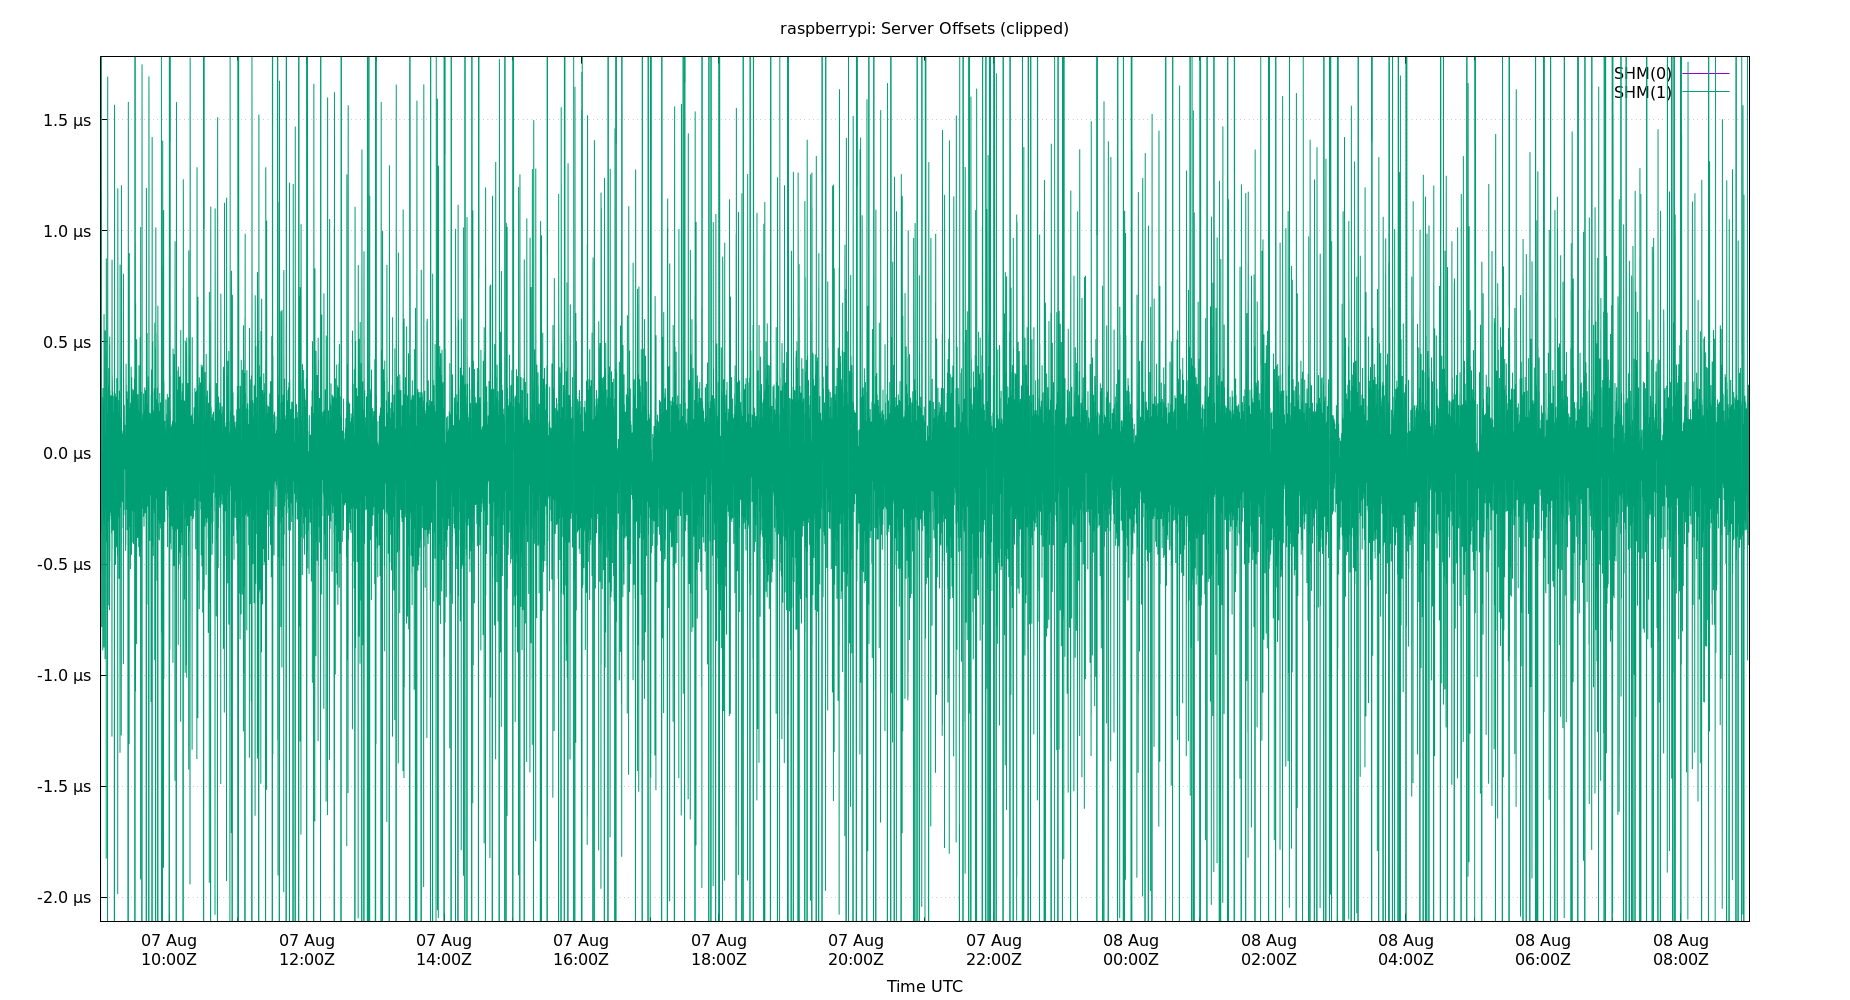 raspberrypi: Server Offsets (clipped)
SHM(0)
SHM(1)
1.5 µs
1.0 µs
0.5 µs
0.0 µs
-0.5 µs
-1.0 µs
-1.5 µs
-2.0 µs
07 Aug 07 Aug 07 Aug 07 Aug 07 Aug 07 Aug 07 Aug 08 Aug 08 Aug 08 Aug 08 Aug 08 Aug
10:00Z 12:00Z 14:00Z 16:00Z 18:00Z 20:00Z 22:00Z 00:00Z 02:00Z 04:00Z 06:00Z 08:00Z
Time UTC